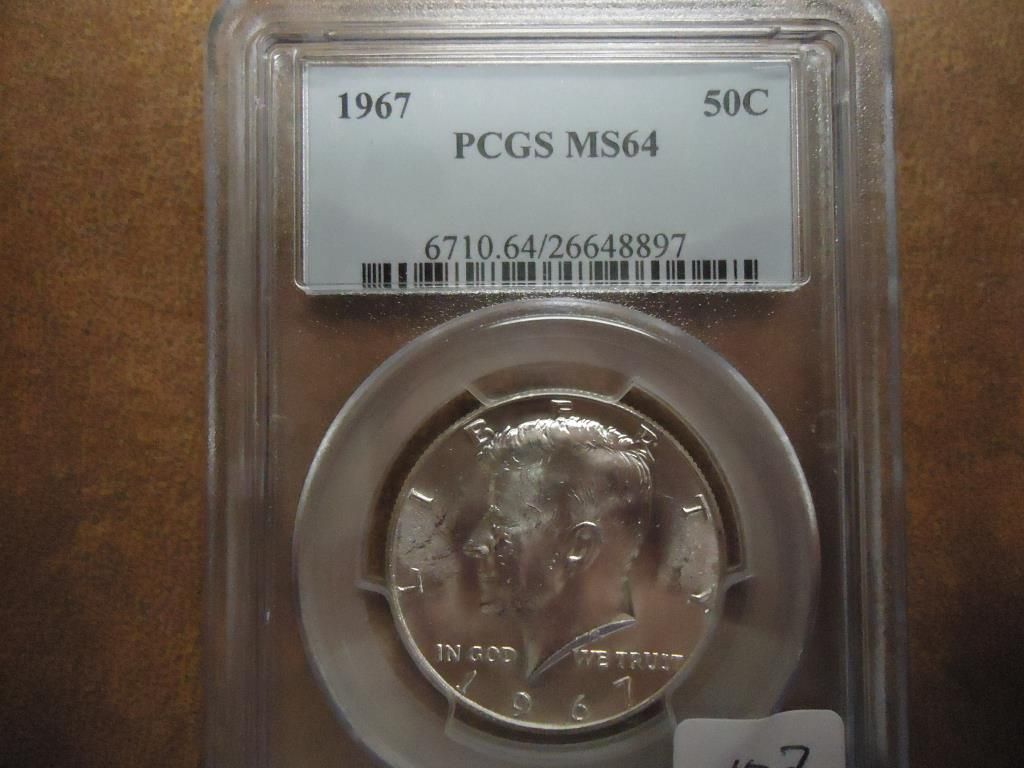 1967 50C
PCGS MS64
6710.64/26648897
LIBERTY
IN GOD WE TRUST
1967